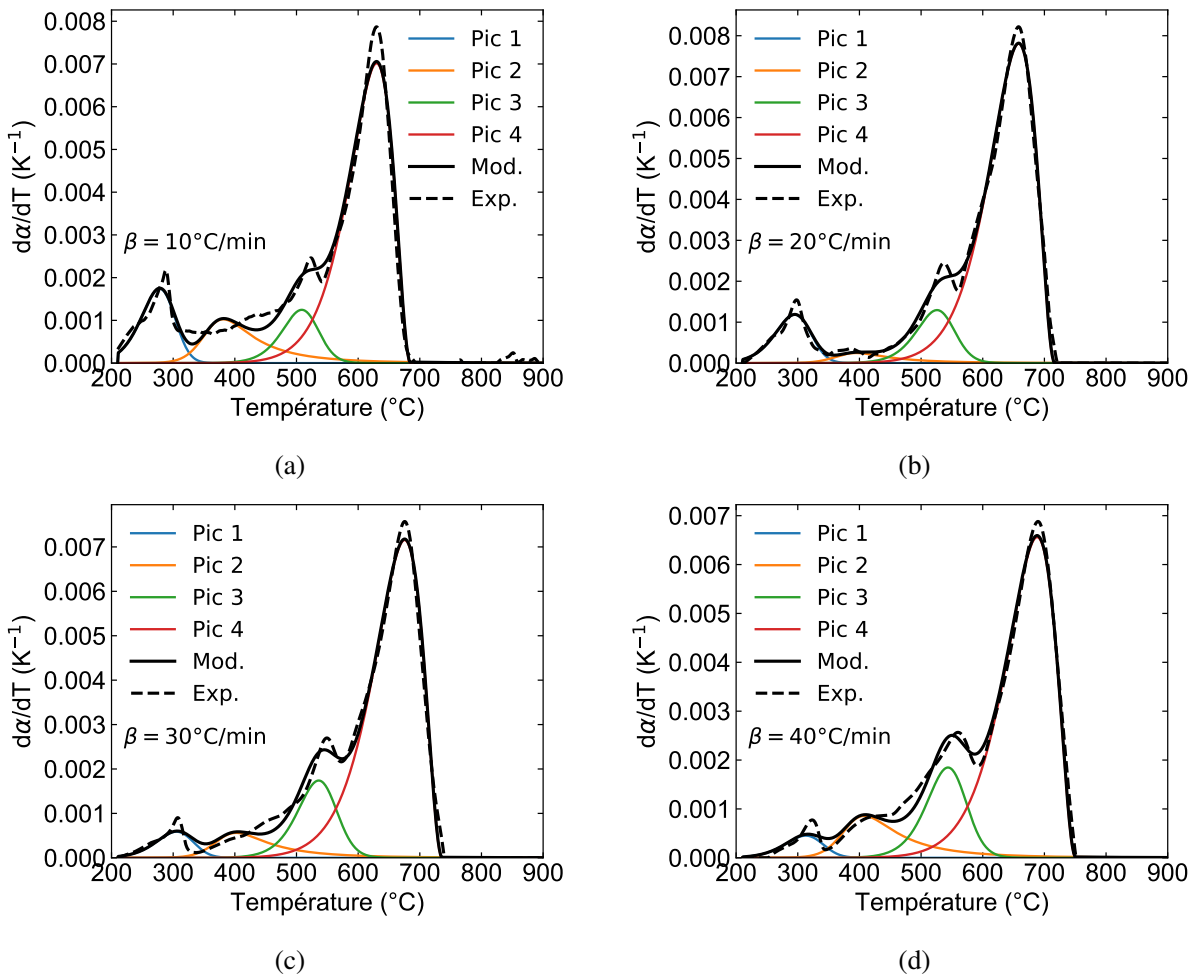 0.008
0.007
0.006
0.005
0.004
0.003
0.002
0.001
0.000
dα/dT (K⁻¹)
Pic 1
Pic 2
Pic 3
Pic 4
Mod.
Exp.
β = 10°C/min
200 300 400 500 600 700 800 900
Température (°C)
(a)
0.008
0.007
0.006
0.005
0.004
0.003
0.002
0.001
0.000
dα/dT (K⁻¹)
Pic 1
Pic 2
Pic 3
Pic 4
Mod.
Exp.
β = 20°C/min
200 300 400 500 600 700 800 900
Température (°C)
(b)
0.007
0.006
0.005
0.004
0.003
0.002
0.001
0.000
dα/dT (K⁻¹)
Pic 1
Pic 2
Pic 3
Pic 4
Mod.
Exp.
β = 30°C/min
200 300 400 500 600 700 800 900
Température (°C)
(c)
0.007
0.006
0.005
0.004
0.003
0.002
0.001
0.000
dα/dT (K⁻¹)
Pic 1
Pic 2
Pic 3
Pic 4
Mod.
Exp.
β = 40°C/min
200 300 400 500 600 700 800 900
Température (°C)
(d)